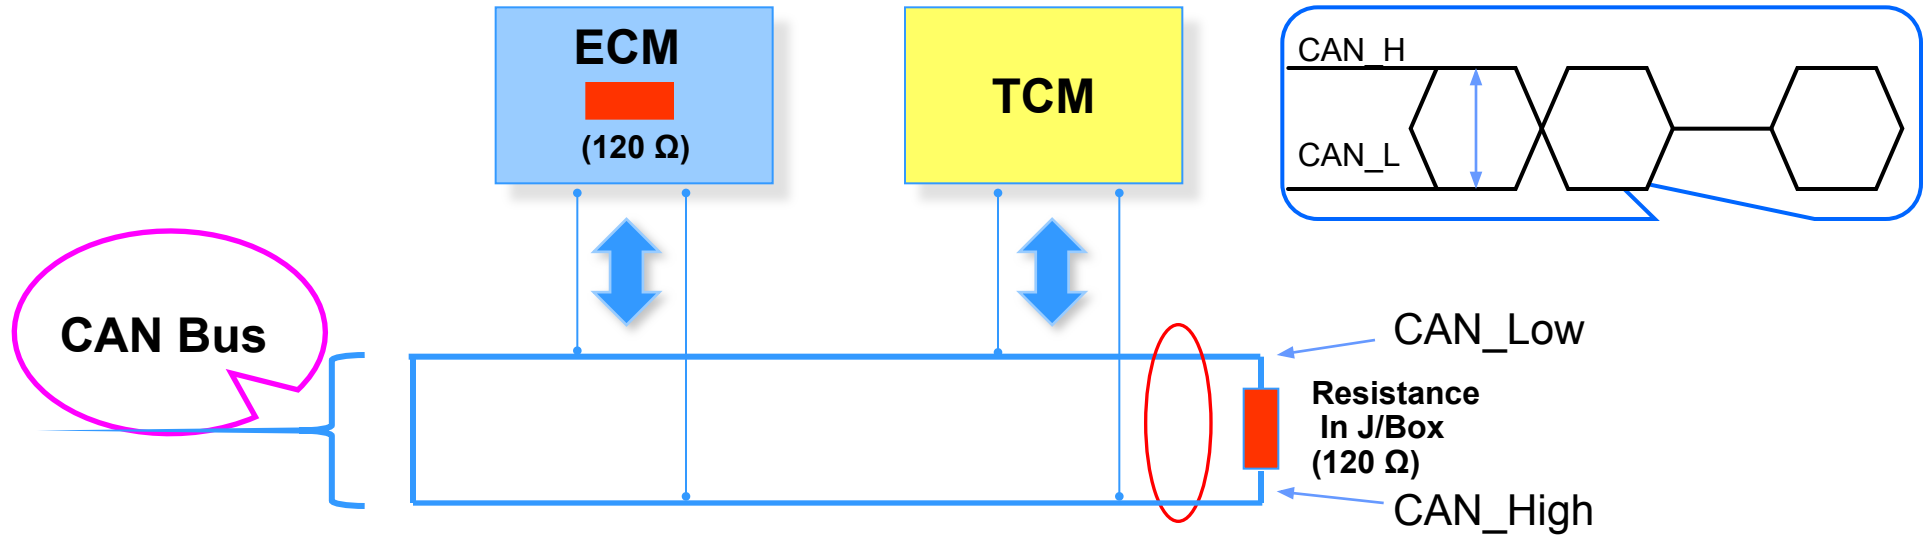 ECM
(120 Ω)
TCM
CAN_H
CAN_L
CAN Bus
CAN_Low
Resistance
In J/Box
(120 Ω)
CAN_High